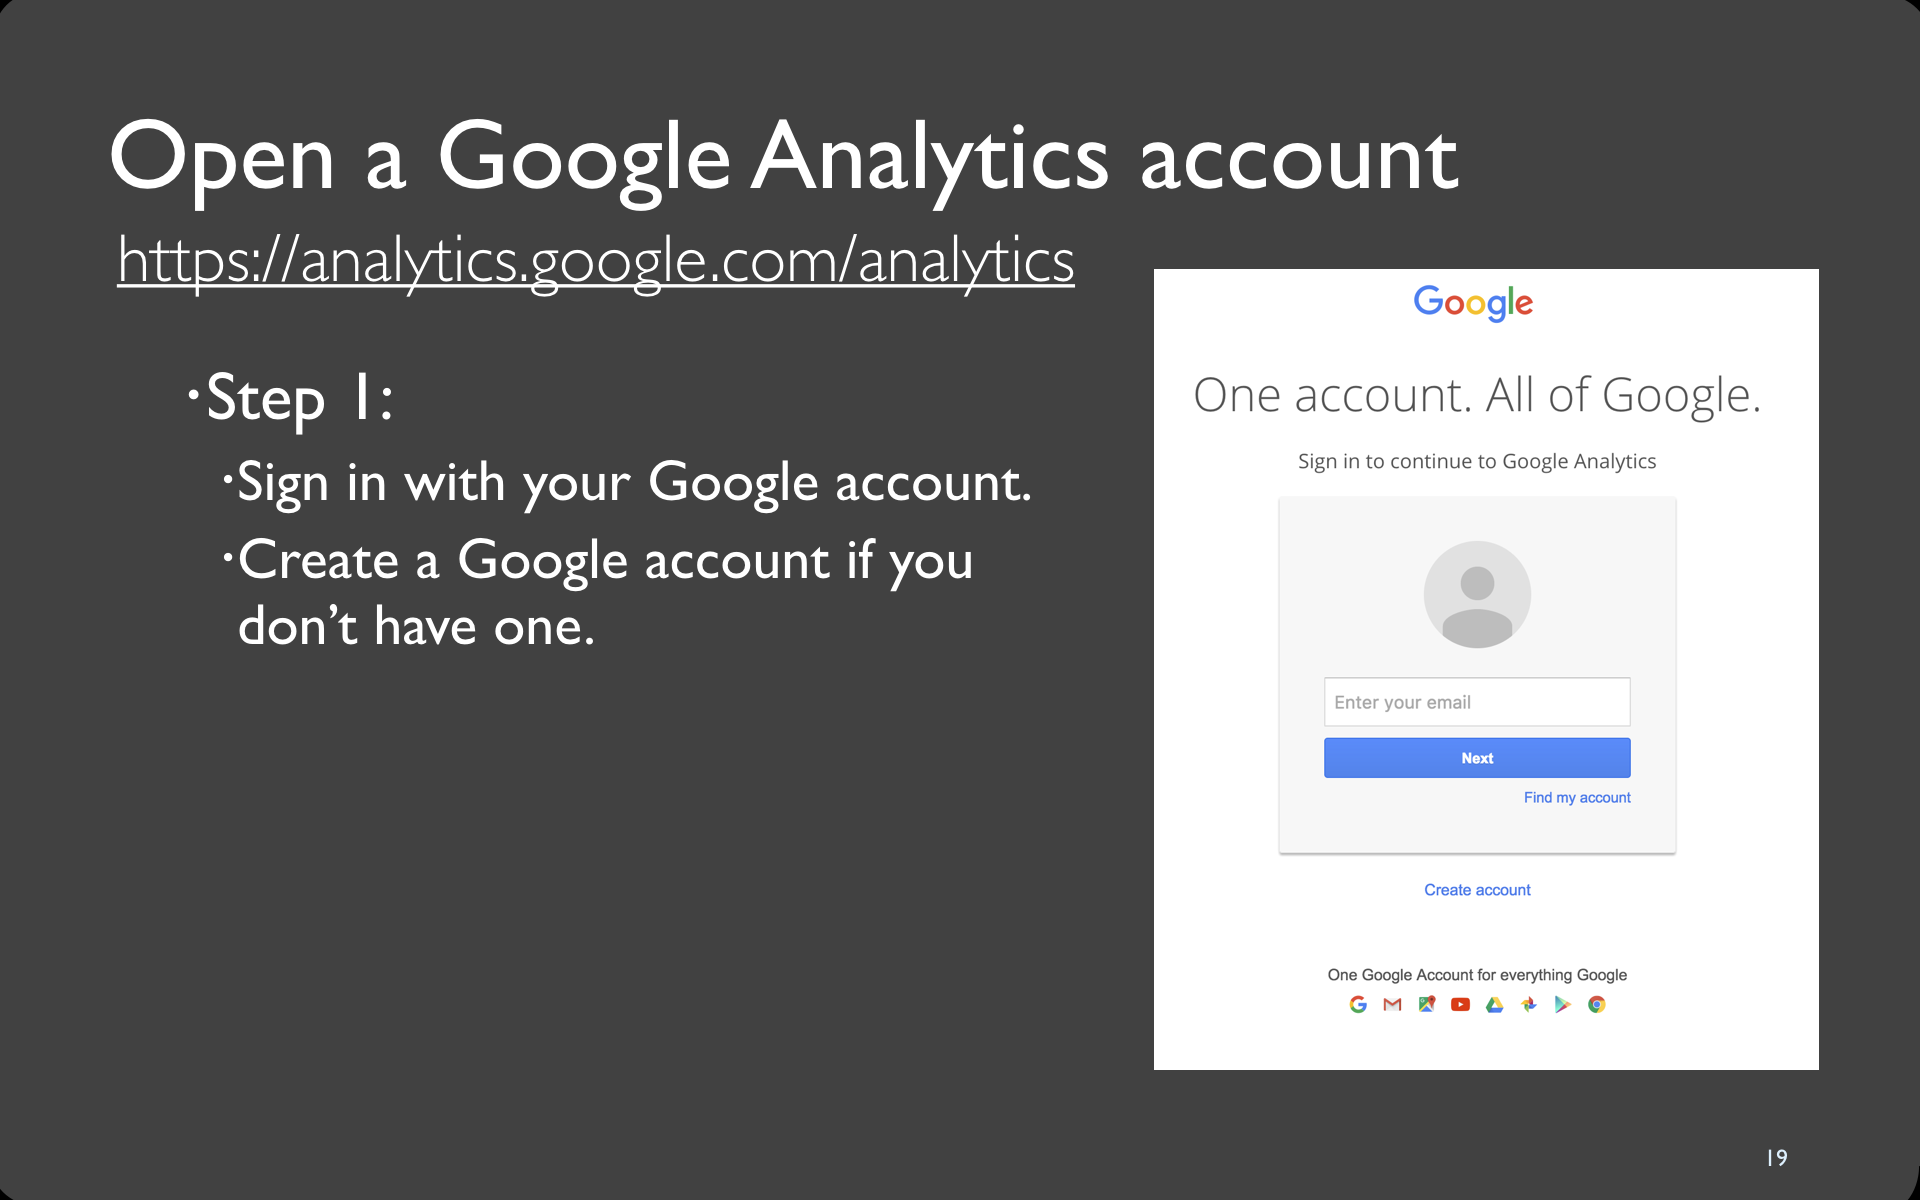 Open a Google Analytics account
https://analytics.google.com/analytics
·Step 1:
·Sign in with your Google account.
·Create a Google account if you
don’t have one.
Google
One account. All of Google.
Sign in to continue to Google Analytics
Enter your email
Next
Find my account
Create account
One Google Account for everything Google
19